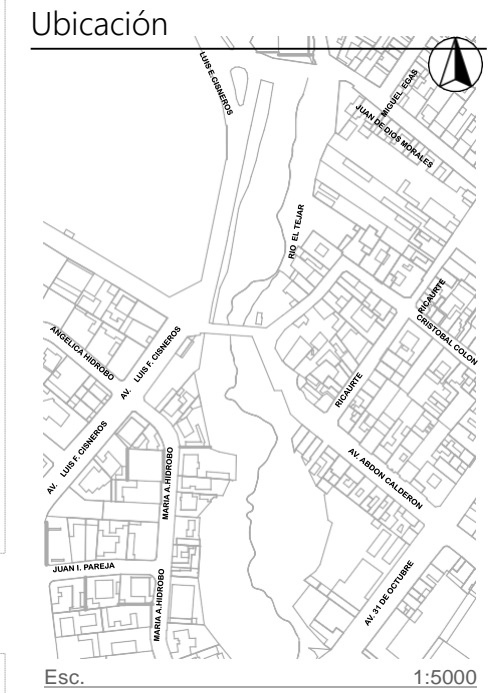 Ubicación
LUIS E. CISNEROS
MIGUEL EGAS
JUAN DE DIOS MORALES
RIO EL TEJAR
RICAURTE
CRISTOBAL COLON
ANGELICA HIDROBO
AV. LUIS F. CISNEROS
RICAURTE
AV. LUIS F. CISNEROS
AV. ABDON CALDERON
MARIA A. HIDROBO
JUAN I. PAREJA
MARIA A. HIDROBO
AV. 31 DE OCTUBRE
Esc. 1:5000